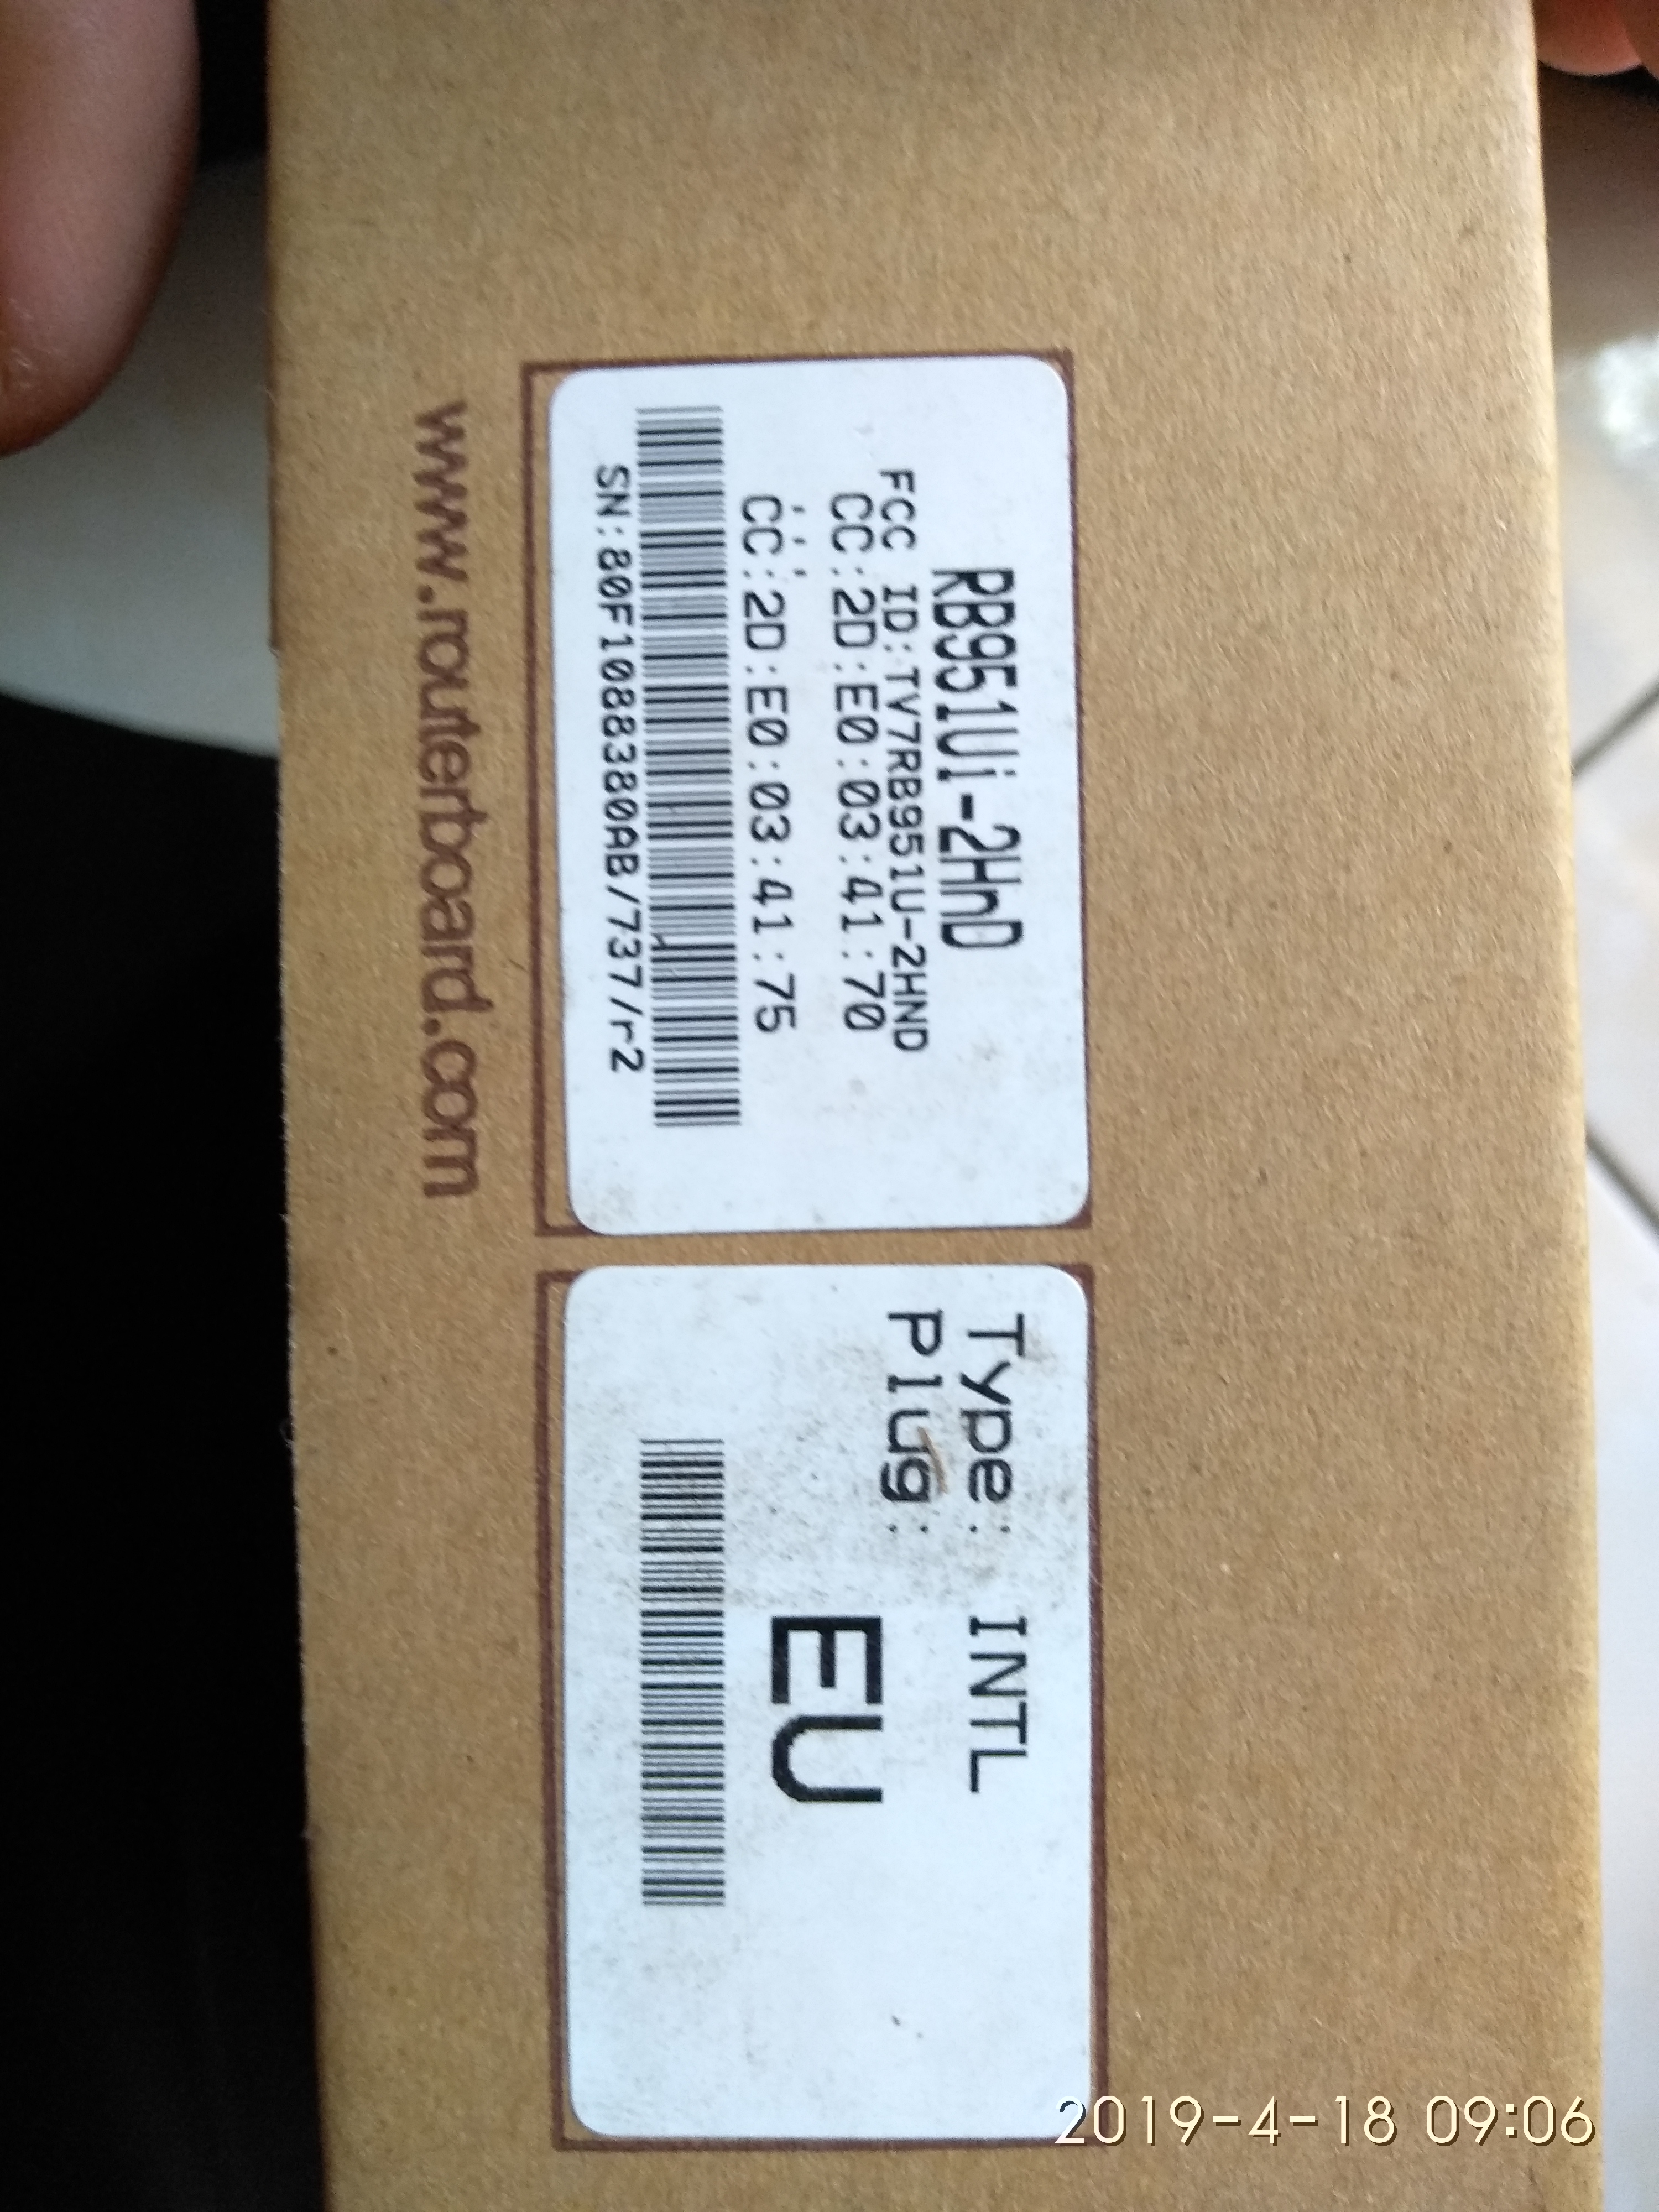 RB951Ui-2HnD
FCC ID:TV7RB951U-2HND
CC:2D:E0:03:41:70
...
CC:2D:E0:03:41:75
SN:80F1088380AB/737/r2
Type: INTL
Plug:
EU
www.routerboard.com
2019-4-18 09:06